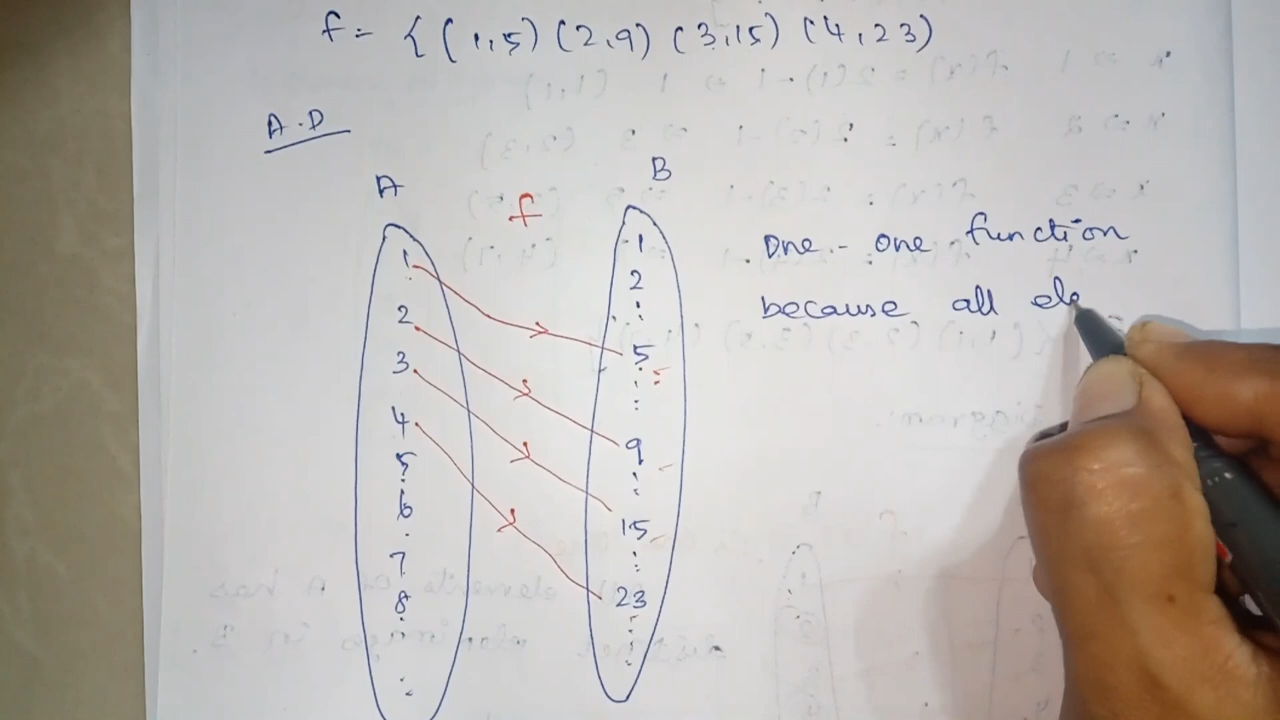 f = { (1,5) (2,9) (3,15) (4,23)
A.D
A
f
B
1
2
3
4
5
6
7
8
1
2
5
9
15
23
One - one function
because all ele